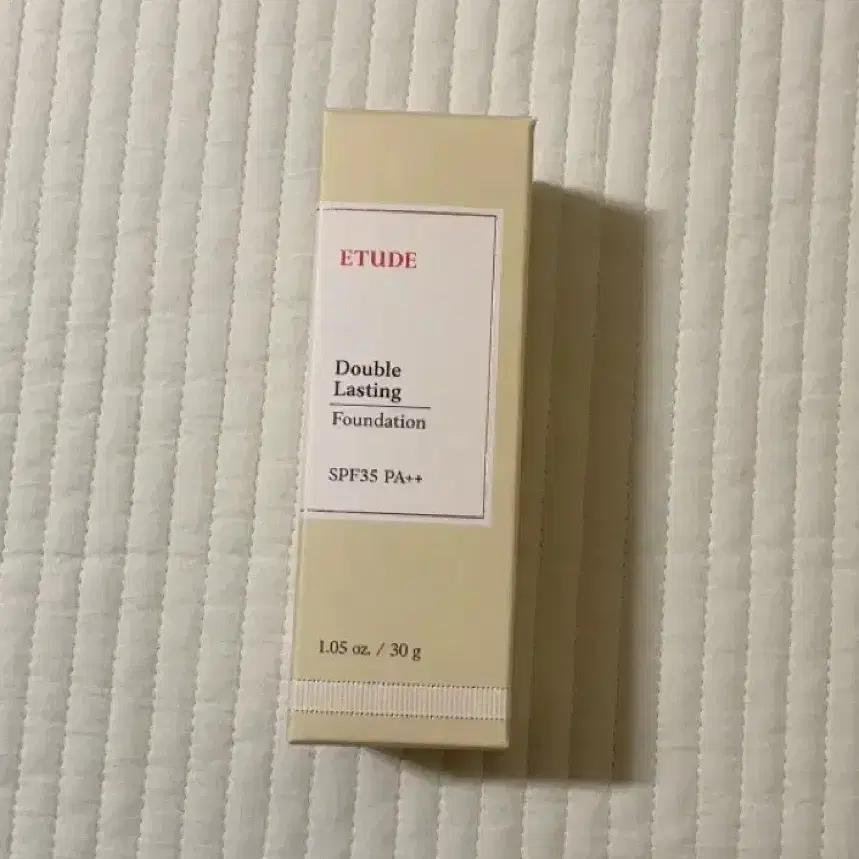 ETUDE
Double
Lasting
Foundation
SPF35 PA++
1.05 oz. / 30 g